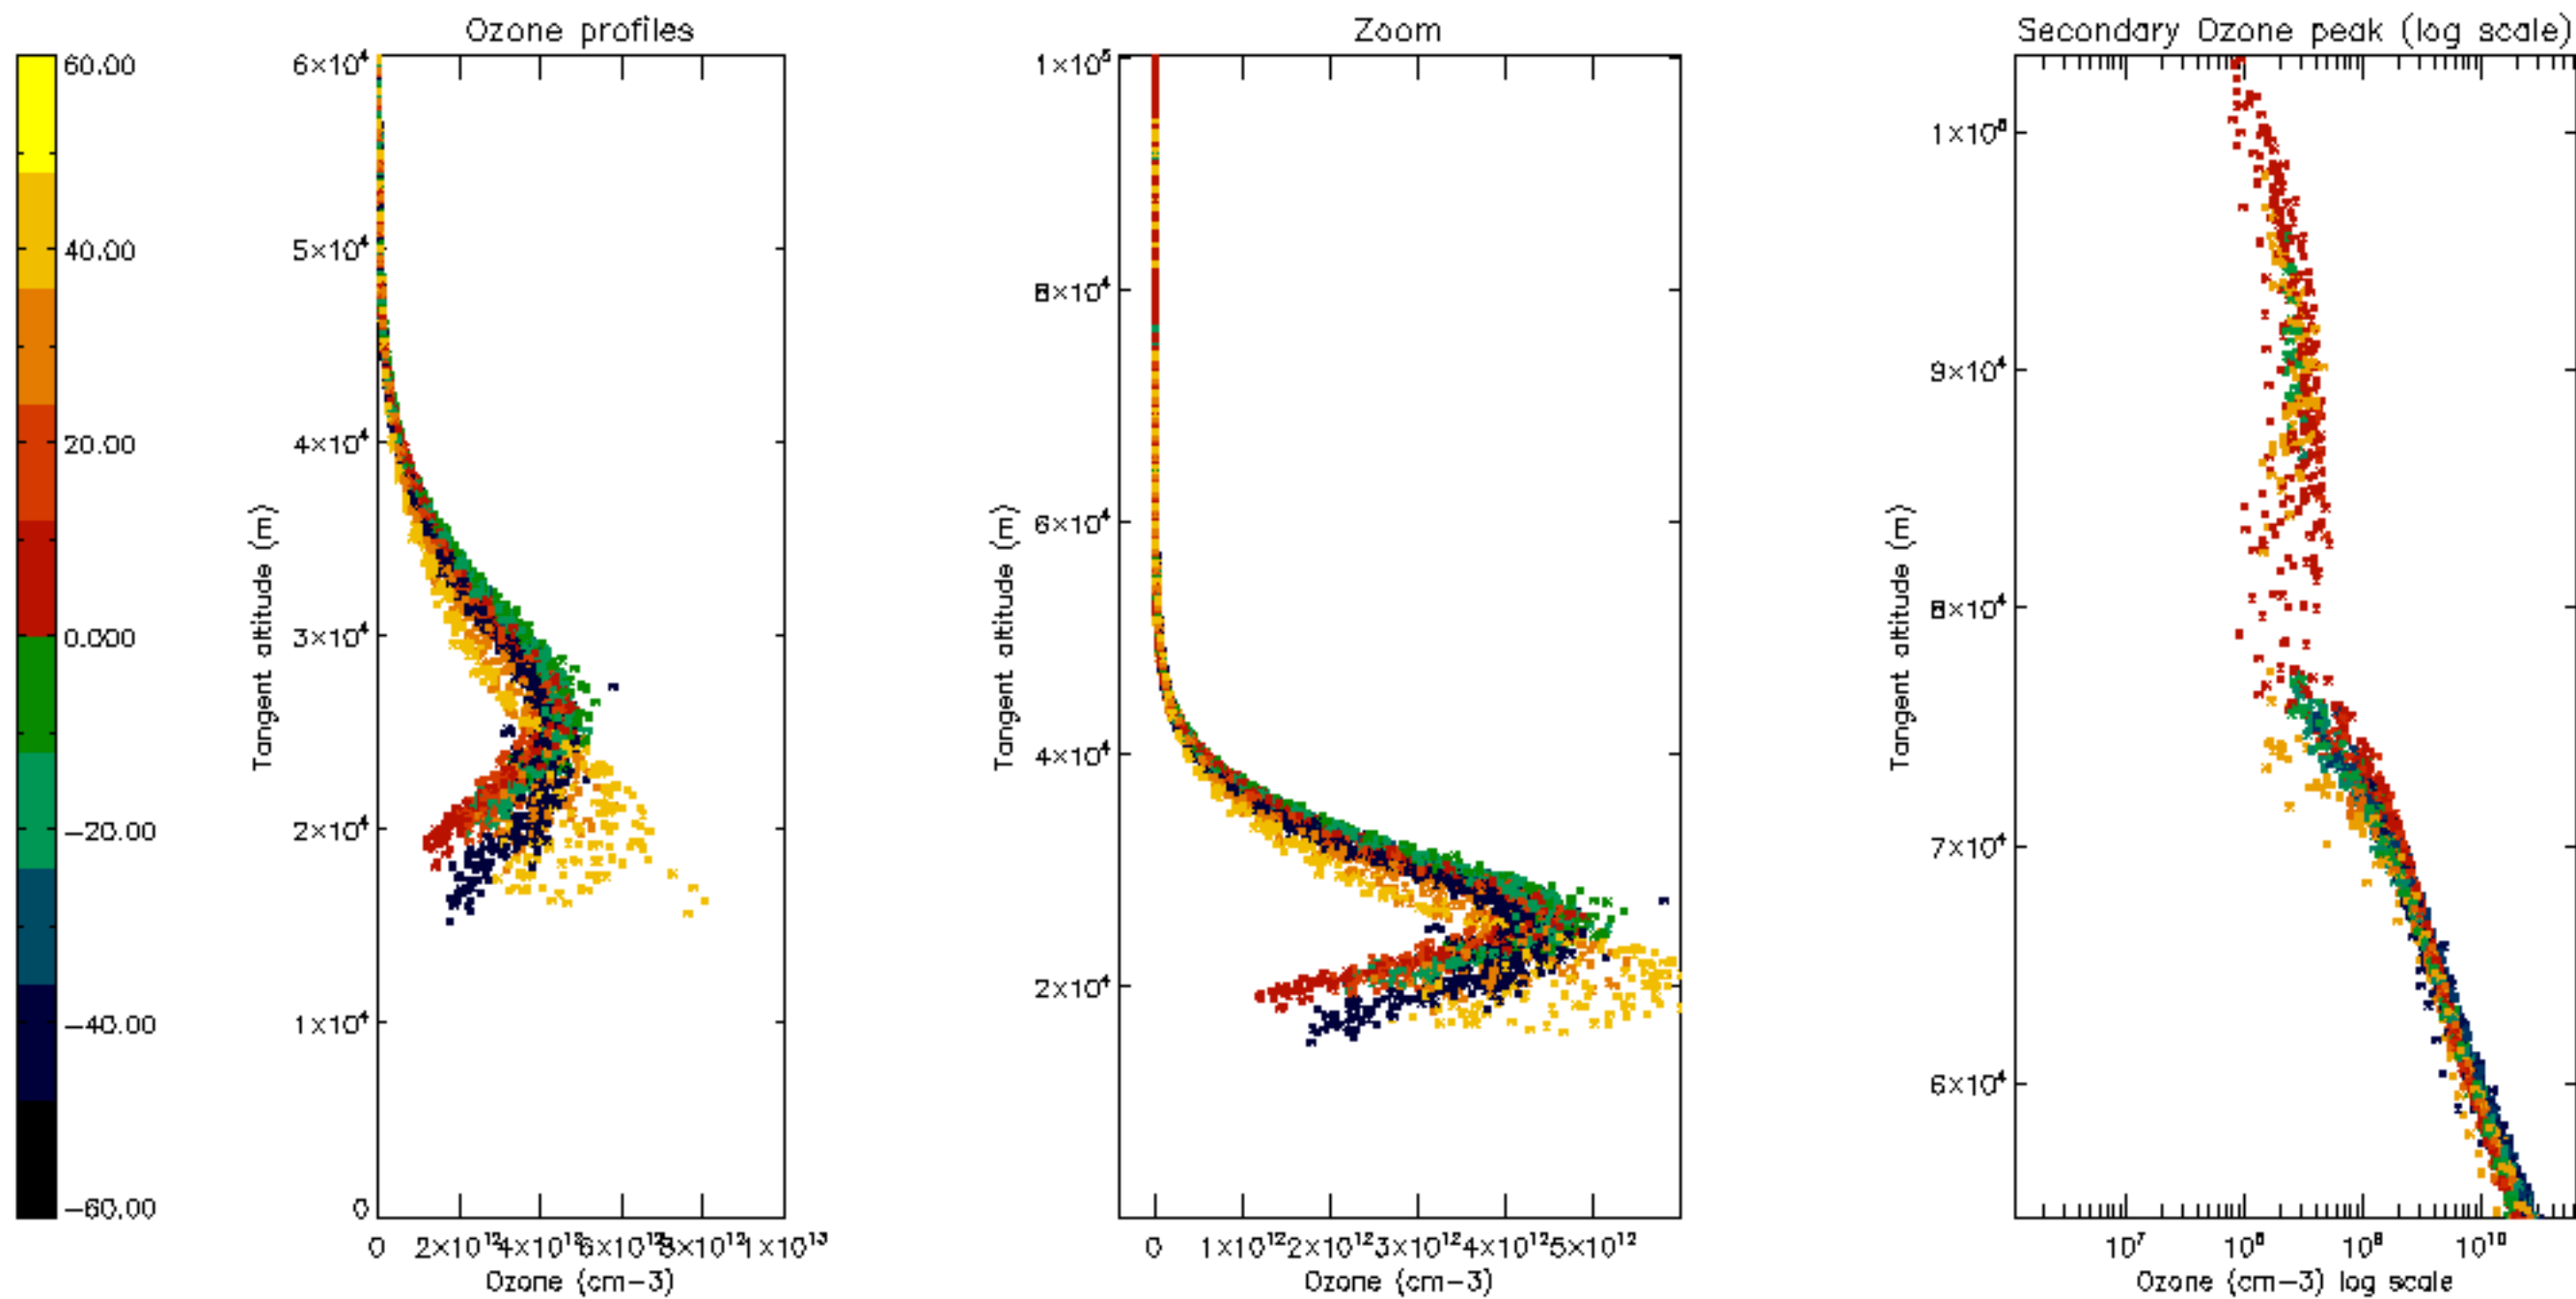 Ozone profiles
Zoom
Secondary Ozone peak (log scale)
60.00
40.00
20.00
0.000
−20.00
−40.00
−60.00
6×10⁴
5×10⁴
4×10⁴
3×10⁴
2×10⁴
1×10⁴
0
Tangent altitude (m)
0 2×10¹² 4×10¹² 6×10¹² 8×10¹² 1×10¹³
Ozone (cm−3)
1×10⁵
8×10⁴
6×10⁴
4×10⁴
2×10⁴
Tangent altitude (m)
0 1×10¹² 2×10¹² 3×10¹² 4×10¹² 5×10¹²
Ozone (cm−3)
1×10⁵
9×10⁴
8×10⁴
7×10⁴
6×10⁴
Tangent altitude (m)
10⁷ 10⁸ 10⁹ 10¹⁰
Ozone (cm−3) log scale